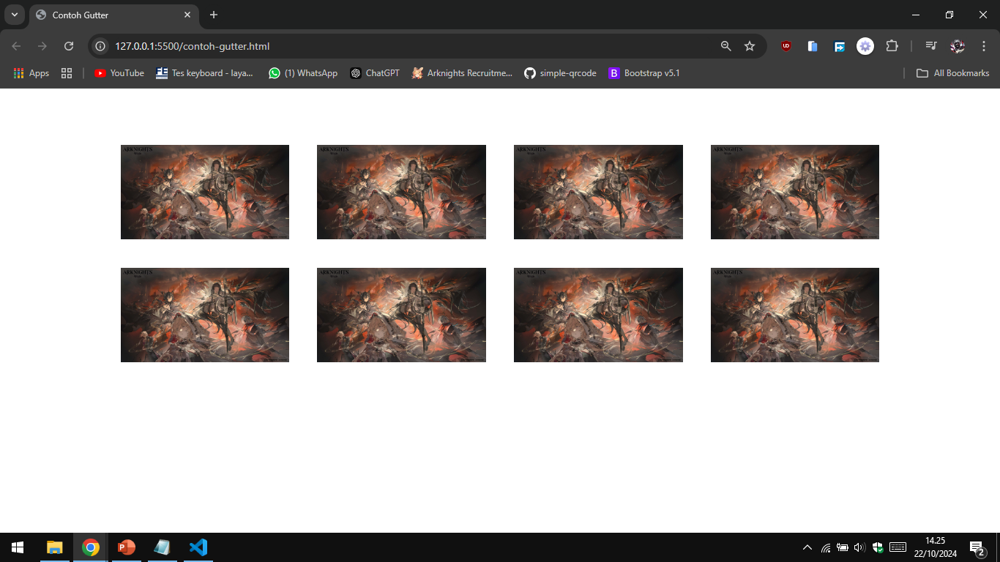 Contoh Gutter
127.0.0.1:5500/contoh-gutter.html
Apps
YouTube
Tes keyboard - laya...
(1) WhatsApp
ChatGPT
Arknights Recruitme...
simple-qrcode
B Bootstrap v5.1
All Bookmarks
ARKNIGHTS
ARKNIGHTS
ARKNIGHTS
ARKNIGHTS
ARKNIGHTS
ARKNIGHTS
ARKNIGHTS
ARKNIGHTS
14.25
22/10/2024
2